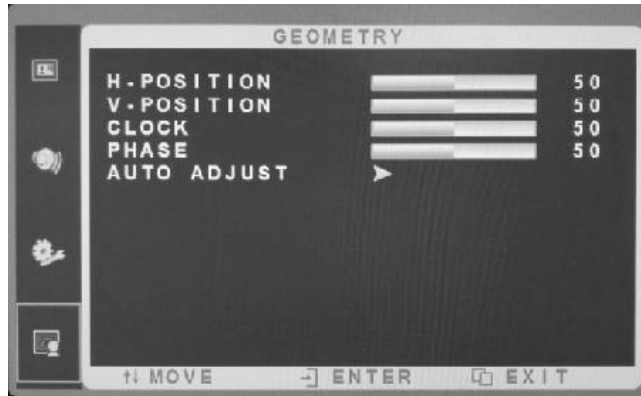 GEOMETRY
H-POSITION 50
V-POSITION 50
CLOCK 50
PHASE 50
AUTO ADJUST
MOVE ENTER EXIT